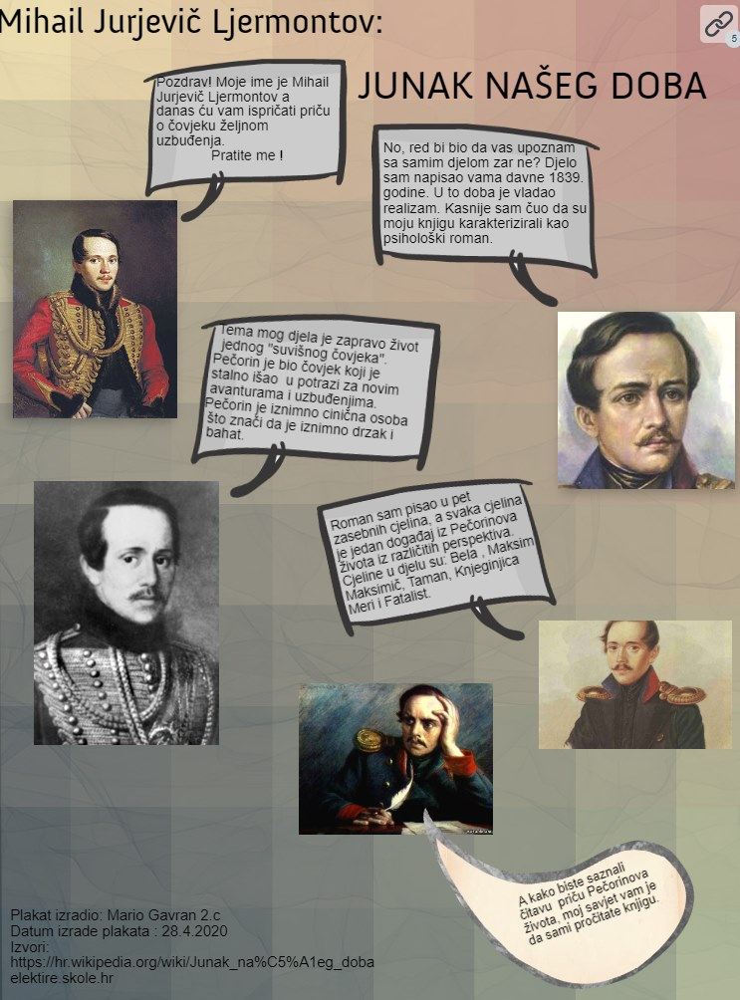 Mihail Jurjevič Ljermontov:
5
JUNAK NAŠEG DOBA
Pozdrav! Moje ime je Mihail
Jurjevič Ljermontov a
danas ću vam ispričati priču
o čovjeku željnom
uzbuđenja.
Pratite me !
No, red bi bio da vas upoznam
sa samim djelom zar ne? Djelo
sam napisao vama davne 1839.
godine. U to doba je vladao
realizam. Kasnije sam čuo da su
moju knjigu karakterizirali kao
psihološki roman.
Tema mog djela je zapravo život
jednog "suvišnog čovjeka".
Pečorin je bio čovjek koji je
stalno išao u potrazi za novim
avanturama i uzbuđenjima.
Pečorin je iznimno cinična osoba
što znači da je iznimno drzak i
bahat.
Roman sam pisao u pet
zasebnih cjelina, a svaka cjelina
je jedan događaj iz Pečorinova
života iz različitih perspektiva.
Cjeline u djelu su: Bela , Maksim
Maksimič, Taman, Knjeginjica
Meri i Fatalist.
A kako biste saznali
čitavu priču Pečorinova
života, moj savjet vam je
da sami pročitate knjigu.
Plakat izradio: Mario Gavran 2.c
Datum izrade plakata : 28.4.2020
Izvori:
https://hr.wikipedia.org/wiki/Junak_na%C5%A1eg_doba
elektire.skole.hr